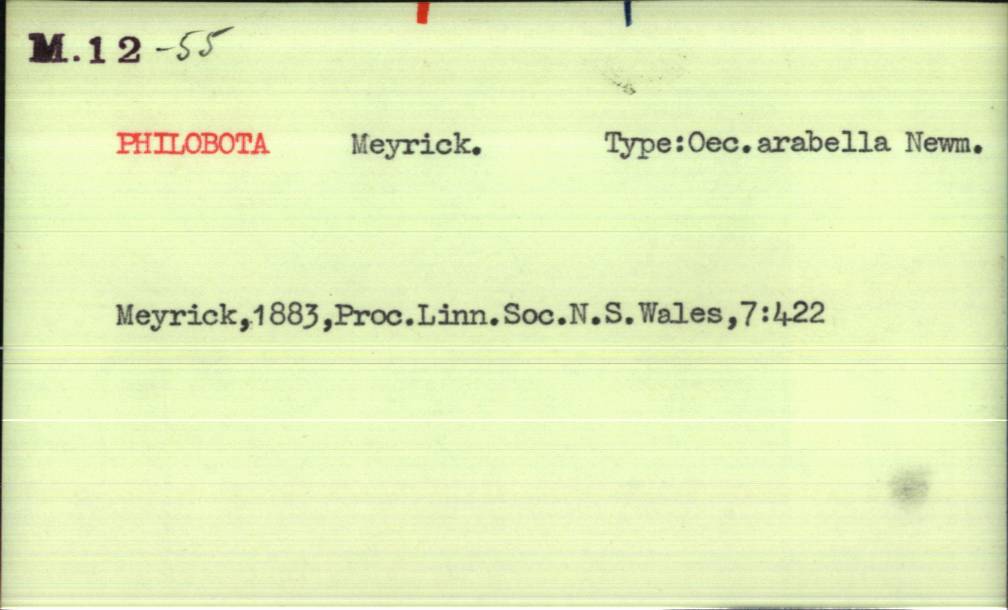 M.12-55
PHILOBOTA Meyrick. Type:Oec.arabella Newm.
Meyrick,1883,Proc.Linn.Soc.N.S.Wales,7:422